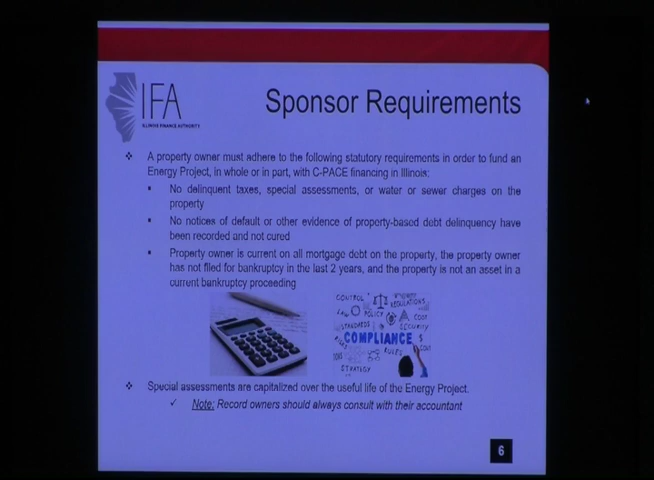 IFA
ILLINOIS FINANCE AUTHORITY
Sponsor Requirements
❖ A property owner must adhere to the following statutory requirements in order to fund an
Energy Project, in whole or in part, with C-PACE financing in Illinois:
▪ No delinquent taxes, special assessments, or water or sewer charges on the
property
▪ No notices of default or other evidence of property-based debt delinquency have
been recorded and not cured
▪ Property owner is current on all mortgage debt on the property, the property owner
has not filed for bankruptcy in the last 2 years, and the property is not an asset in a
current bankruptcy proceeding
CONTROL
REGULATIONS
LAW POLICY
COST
STANDARDS
SECURITY
COMPLIANCE $
RULES
STRATEGY
❖ Special assessments are capitalized over the useful life of the Energy Project.
✓ Note: Record owners should always consult with their accountant
6